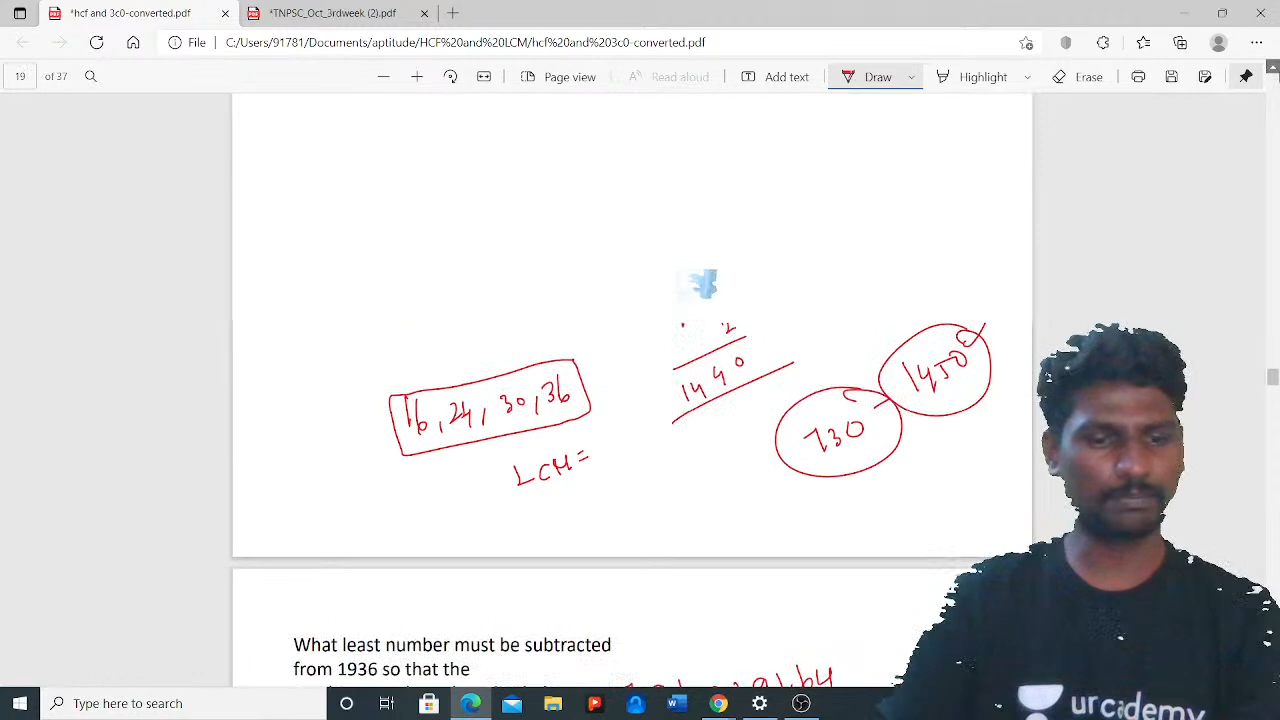 *hcf and 3c0-converted.pdf
*TNPSC_Oct_3rdweek (2).pdf
File C:/Users/91781/Documents/aptitude/HCF%20and%20LCM/hcf%20and%203c0-converted.pdf
19 of 37
Page view
Read aloud
Add text
Draw
Highlight
Erase
2
1440
1450
16, 24, 30, 36
730
LCM =
What least number must be subtracted
from 1936 so that the
Type here to search
urcademy